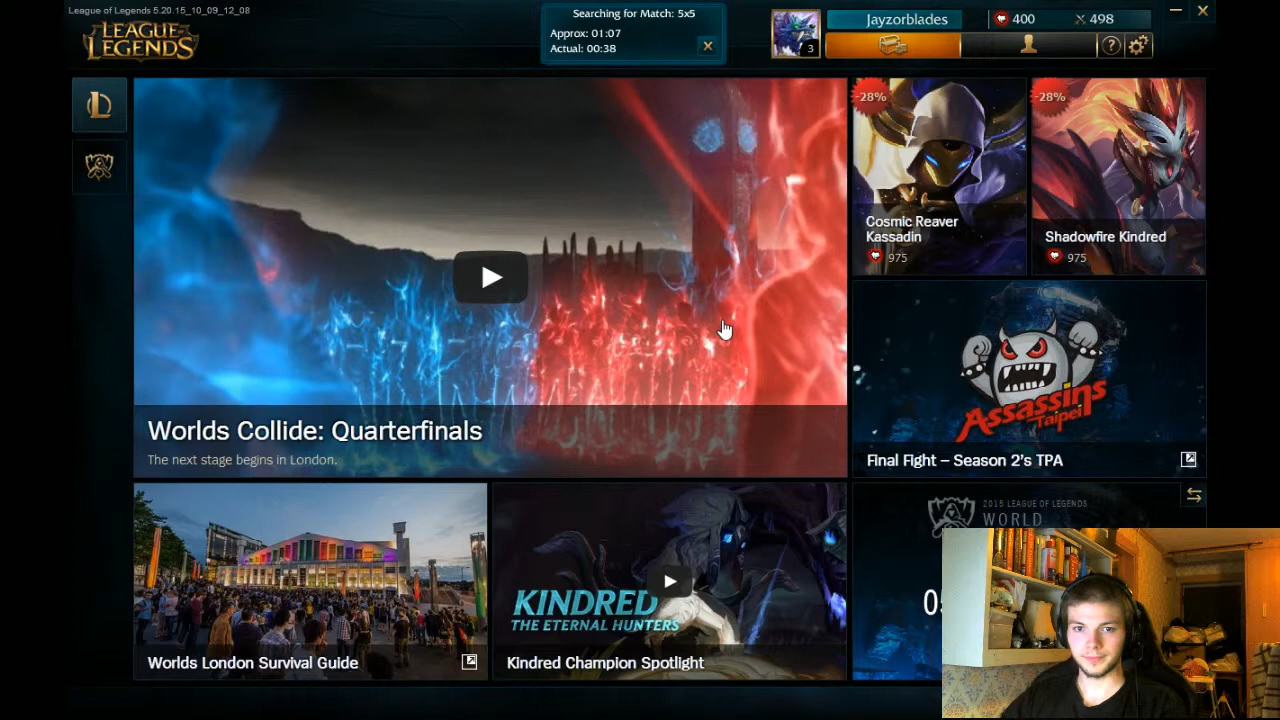 League of Legends 5.20.15_10_09_12_08
LEAGUE OF
LEGENDS
Searching for Match: 5x5
Approx: 01:07
Actual: 00:38
x
3
Jayzorblades
400
498
?
-28%
Cosmic Reaver
Kassadin
975
-28%
Shadowfire Kindred
975
Worlds Collide: Quarterfinals
The next stage begins in London.
Assassins
Taipei
Final Fight – Season 2's TPA
Worlds London Survival Guide
KINDRED
THE ETERNAL HUNTERS
Kindred Champion Spotlight
2015 LEAGUE OF LEGENDS
WORLD